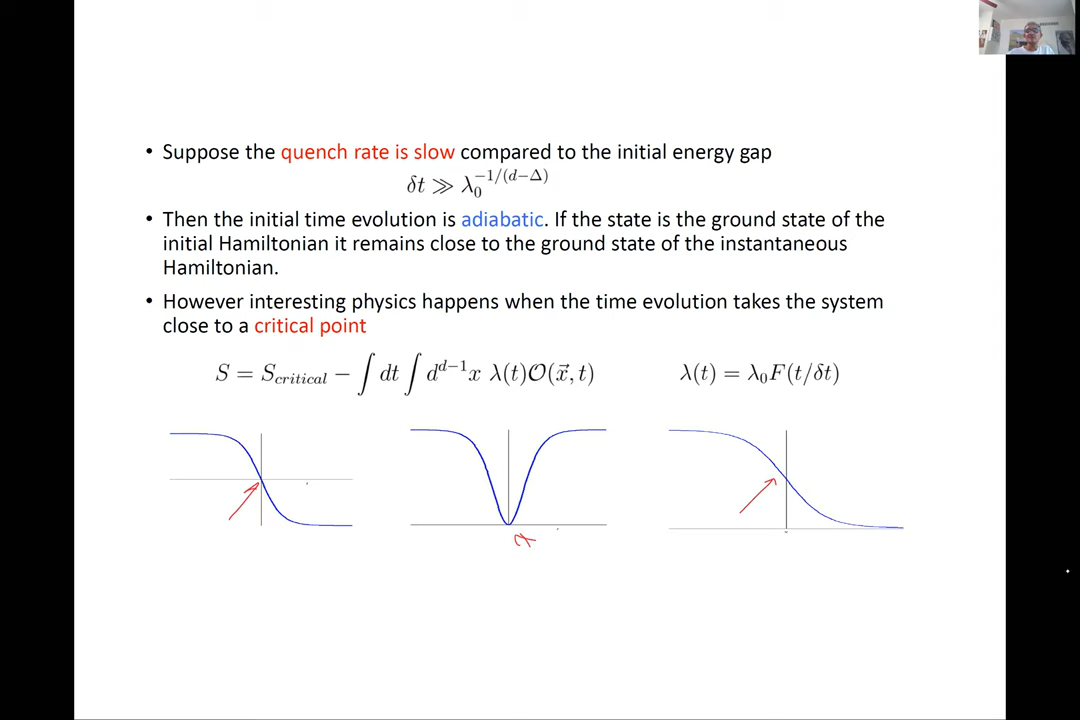 • Suppose the quench rate is slow compared to the initial energy gap
δt ≫ λ₀^{−1/(d−Δ)}
• Then the initial time evolution is adiabatic. If the state is the ground state of the
initial Hamiltonian it remains close to the ground state of the instantaneous
Hamiltonian.
• However interesting physics happens when the time evolution takes the system
close to a critical point
S = S_{critical} − ∫ dt ∫ d^{d−1}x λ(t)𝒪(x⃗, t) λ(t) = λ₀F(t/δt)